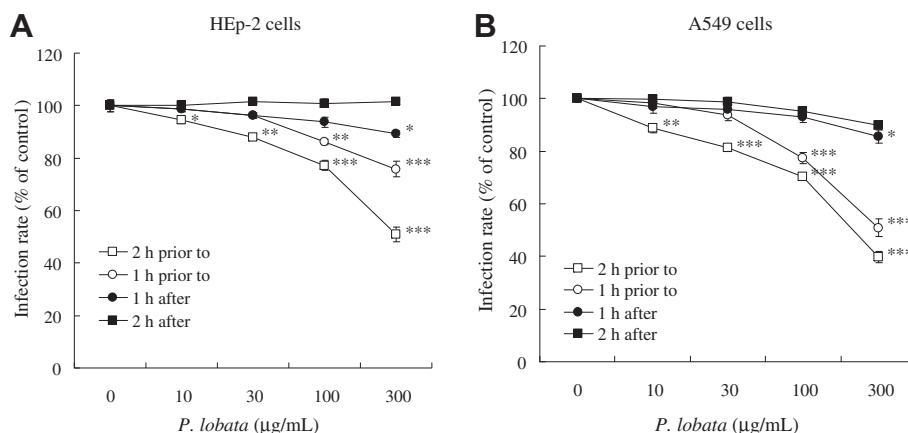 A
HEp-2 cells
120
100
80
60
40
20
0
Infection rate (% of control)
*
**
**
***
*
***
***
2 h prior to
1 h prior to
1 h after
2 h after
0 10 30 100 300
P. lobata (μg/mL)
B
A549 cells
120
100
80
60
40
20
0
Infection rate (% of control)
**
***
***
***
*
***
***
2 h prior to
1 h prior to
1 h after
2 h after
0 10 30 100 300
P. lobata (μg/mL)